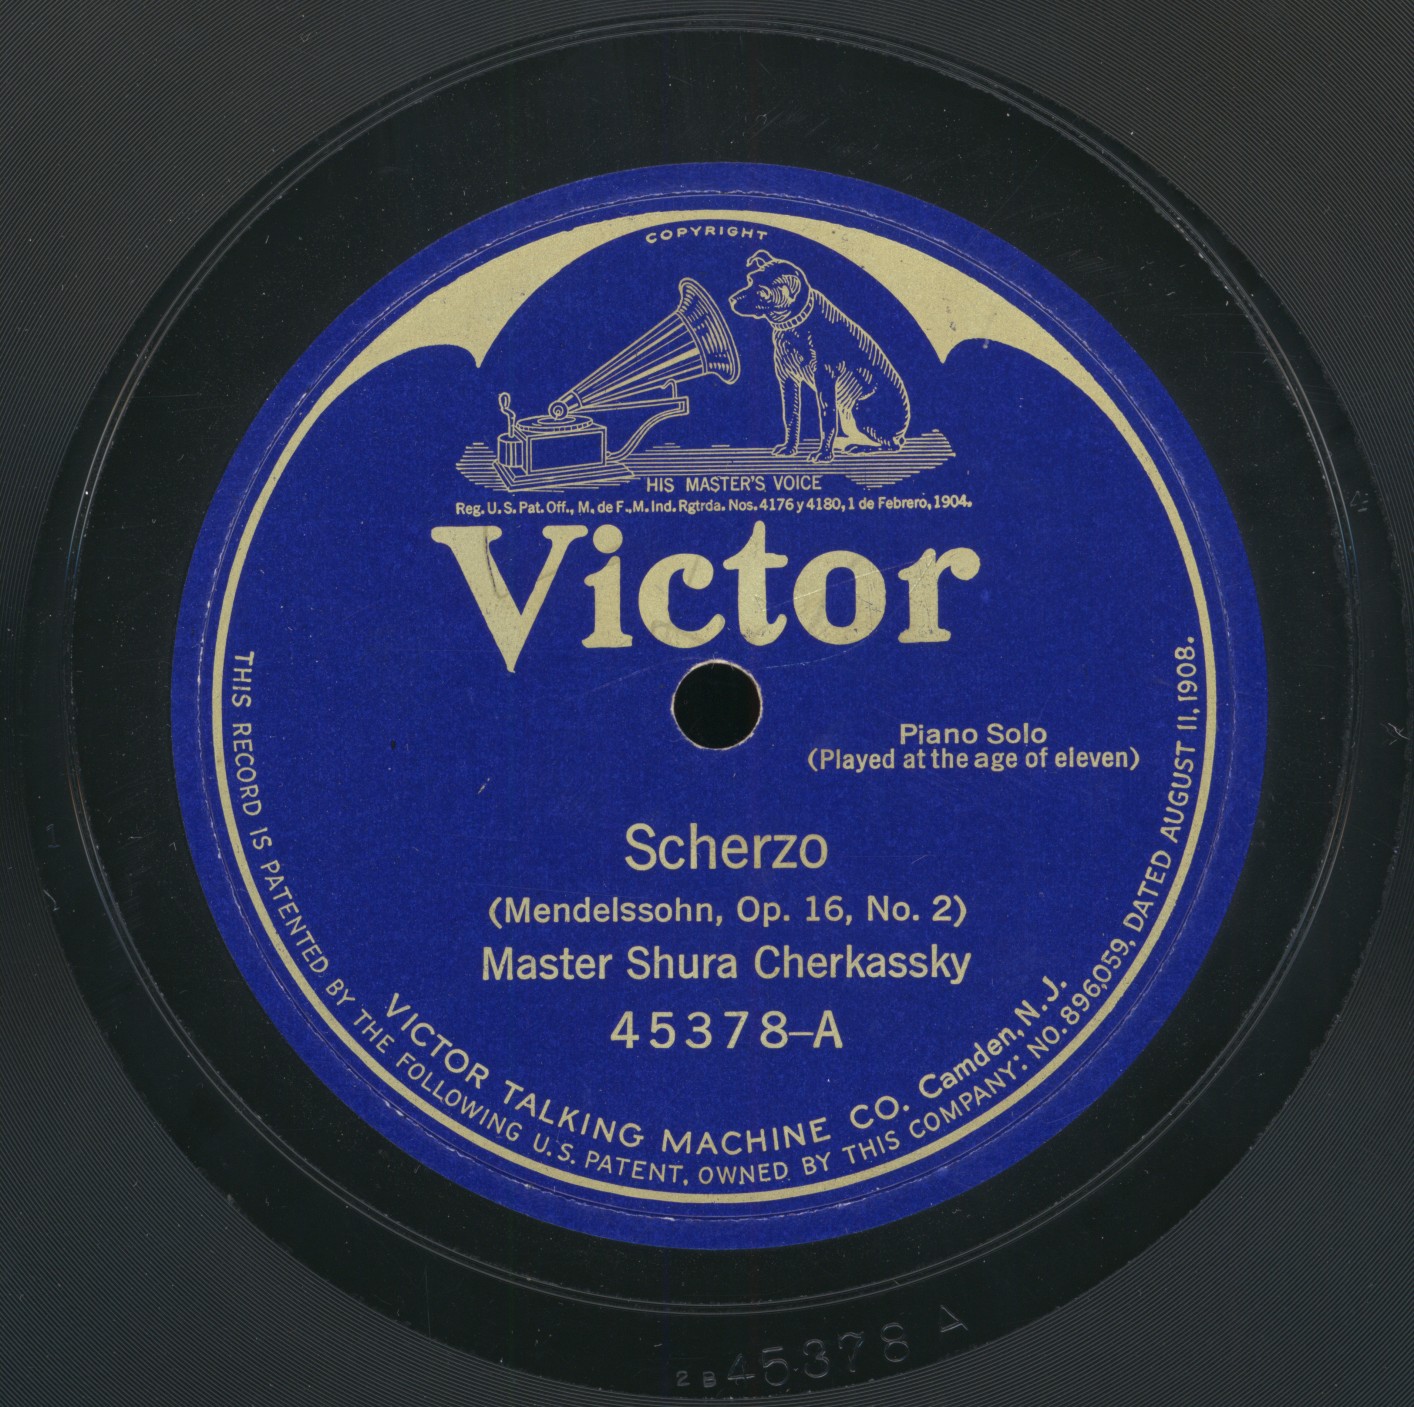 COPYRIGHT
HIS MASTER'S VOICE
Reg. U. S. Pat. Off., M. de F., M. Ind. Rgtrda. Nos. 4176 y 4180, 1 de Febrero, 1904.
Victor
Piano Solo
(Played at the age of eleven)
Scherzo
(Mendelssohn, Op. 16, No. 2)
Master Shura Cherkassky
45378-A
VICTOR TALKING MACHINE CO. Camden, N. J.
THIS RECORD IS PATENTED BY THE FOLLOWING U. S. PATENT, OWNED BY THIS COMPANY: NO. 896,059, DATED AUGUST 11, 1908.
2 B 45378 A